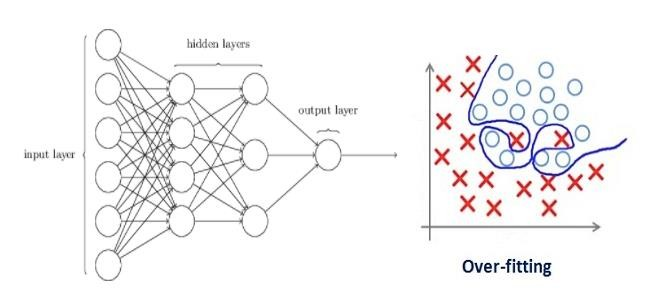 hidden layers
output layer
input layer
Over-fitting